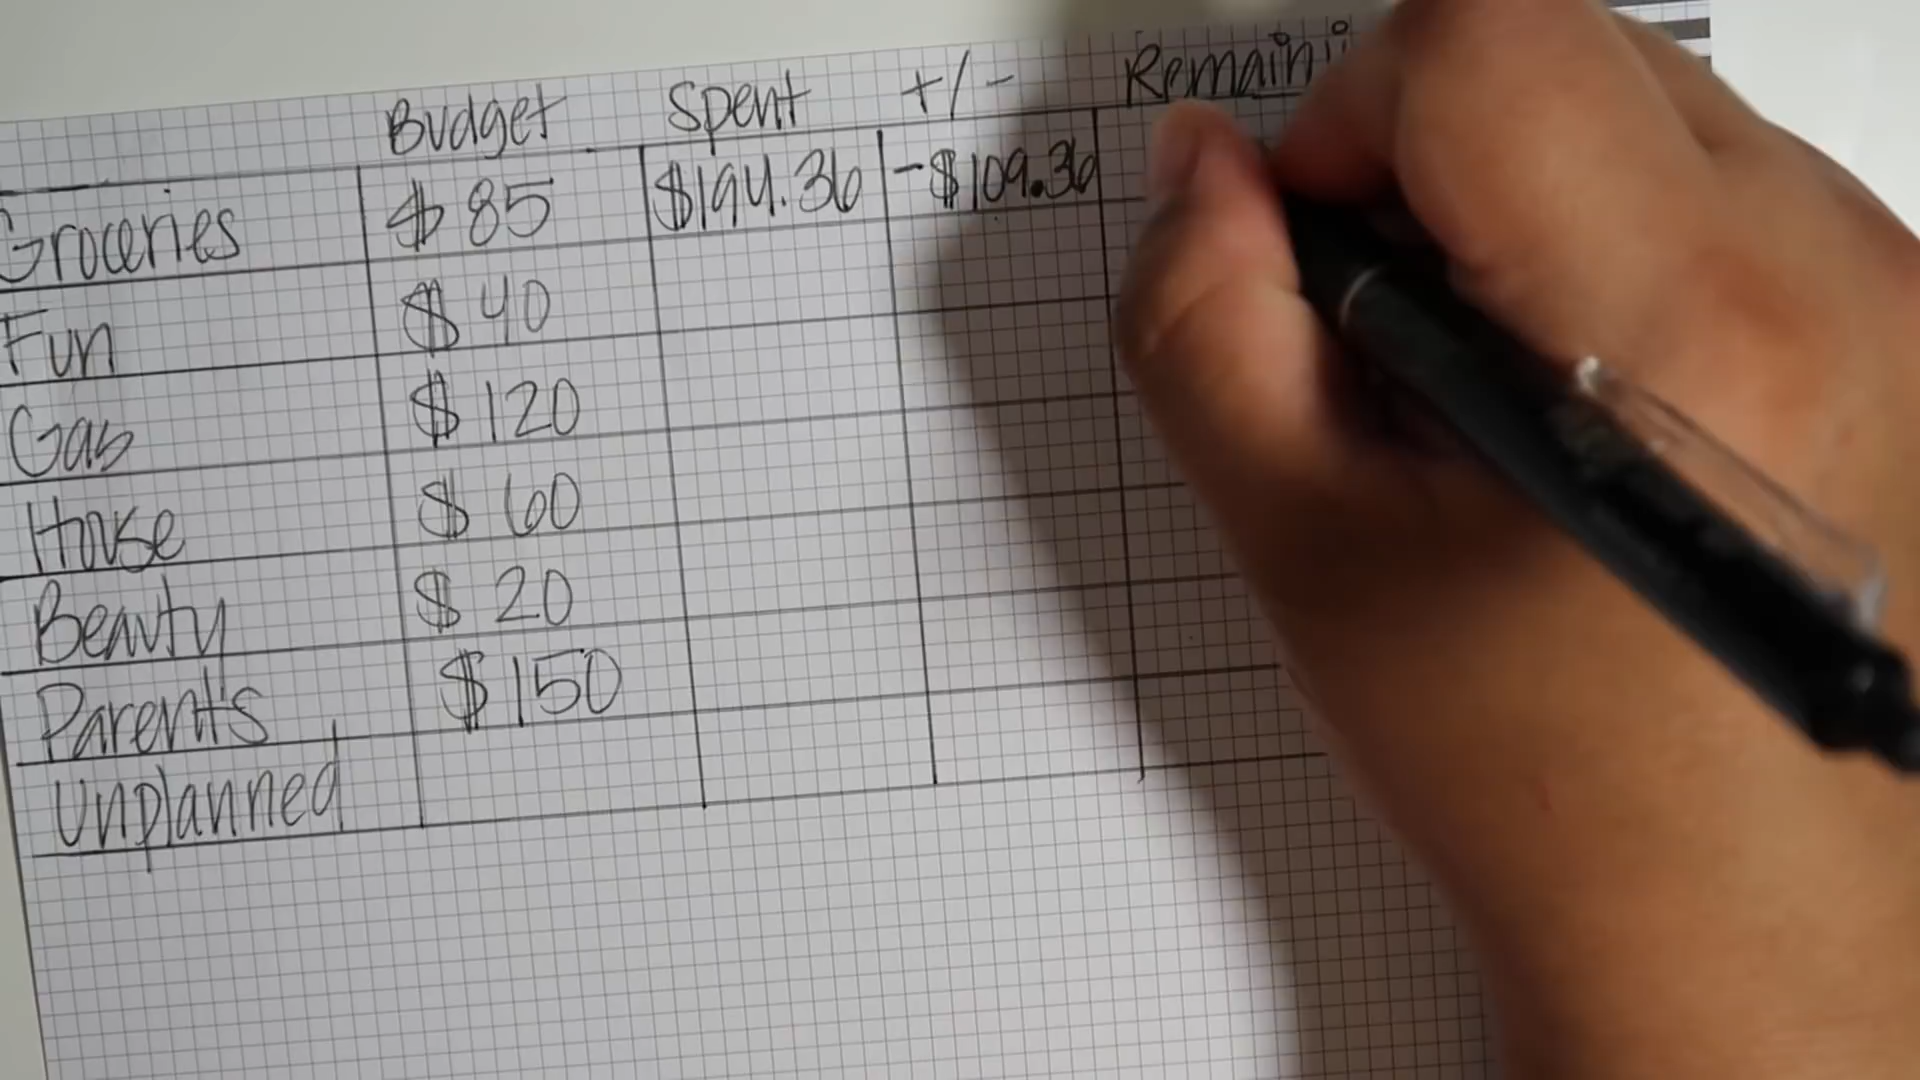 Budget Spent +/- Remaini
Groceries $85 $194.36 -$109.36
Fun $40
Gas $120
House $60
Beauty $20
Parent's $150
Unplanned